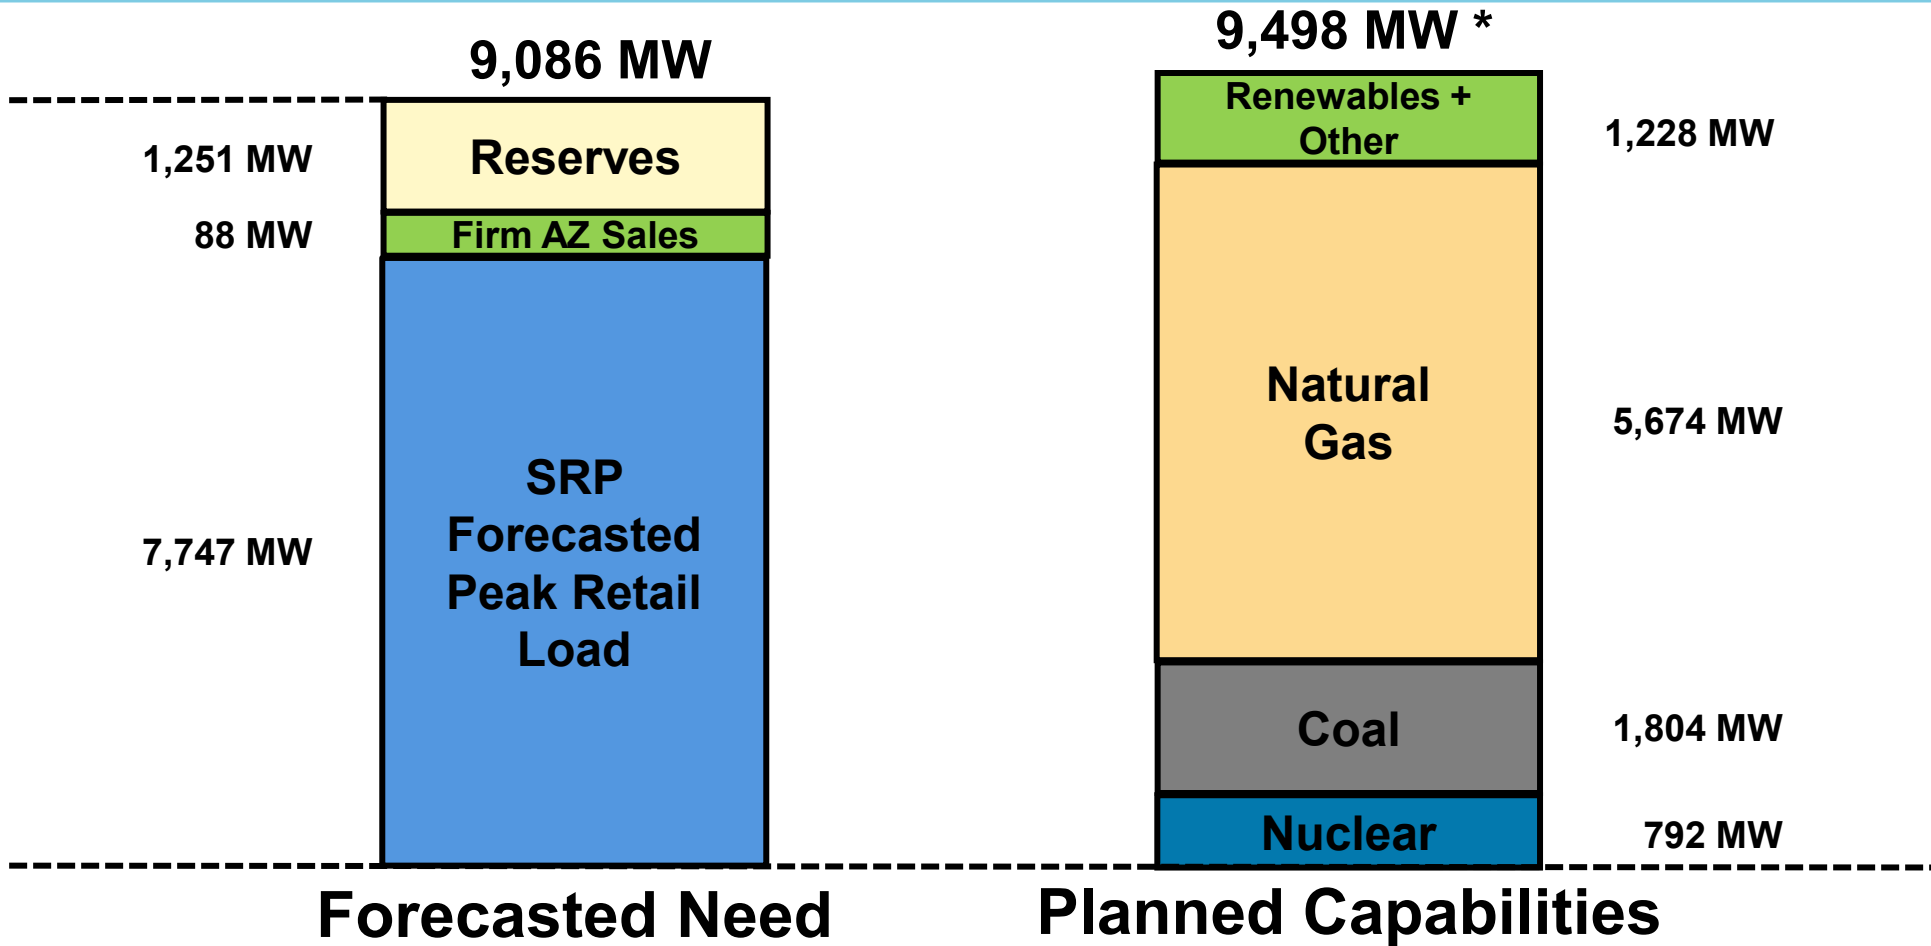 9,086 MW
1,251 MW
Reserves
88 MW
Firm AZ Sales
7,747 MW
SRP
Forecasted
Peak Retail
Load
Forecasted Need
9,498 MW *
Renewables +
Other
1,228 MW
Natural
Gas
5,674 MW
Coal
1,804 MW
Nuclear
792 MW
Planned Capabilities